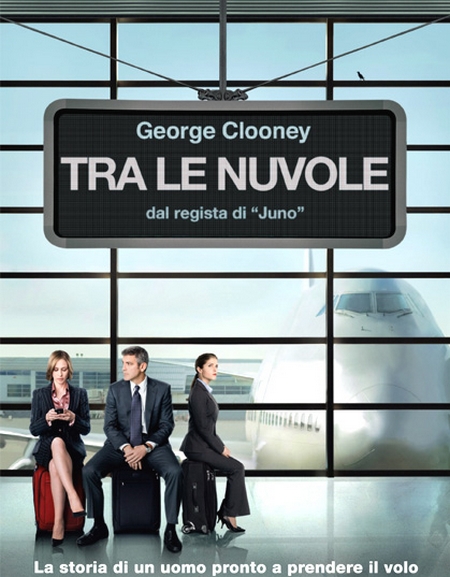 George Clooney
TRA LE NUVOLE
dal regista di “Juno”
La storia di un uomo pronto a prendere il volo